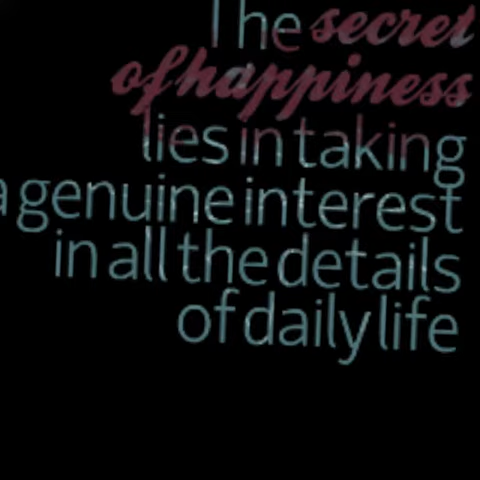 The secret
of happiness
lies in taking
a genuine interest
in all the details
of daily life